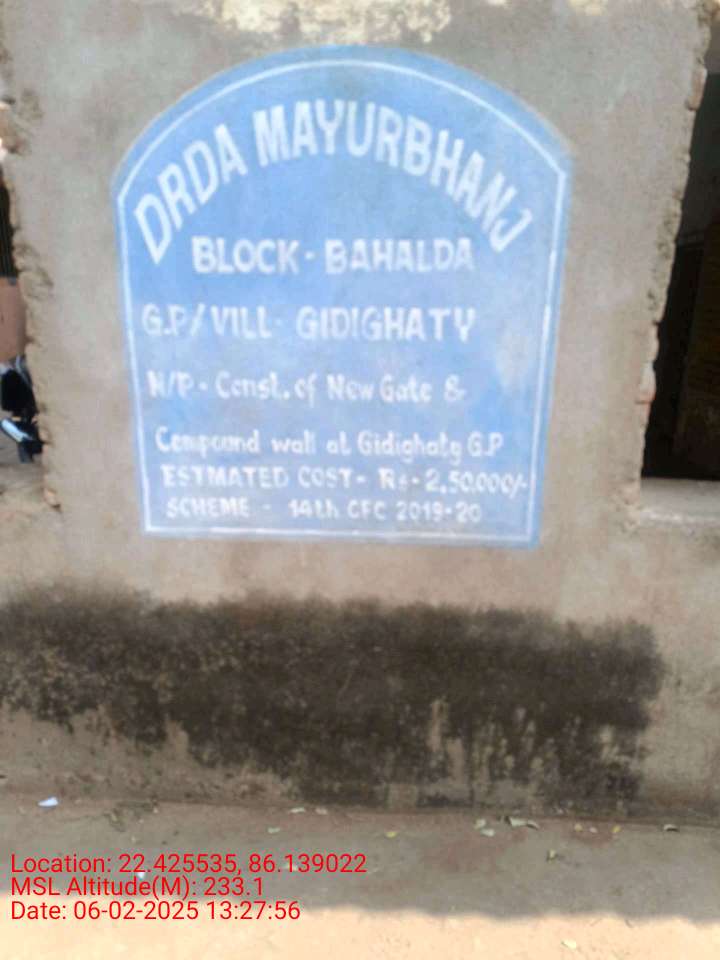 DRDA MAYURBHANJ
BLOCK - BAHALDA
G.P/VILL- GIDIGHATY
N/P - Const. of New Gate &
Compound wall at Gidighaty G.P
ESTMATED COST - Rs - 2,50,000/-
SCHEME - 14th CFC 2019-20
Location: 22.425535, 86.139022
MSL Altitude(M): 233.1
Date: 06-02-2025 13:27:56